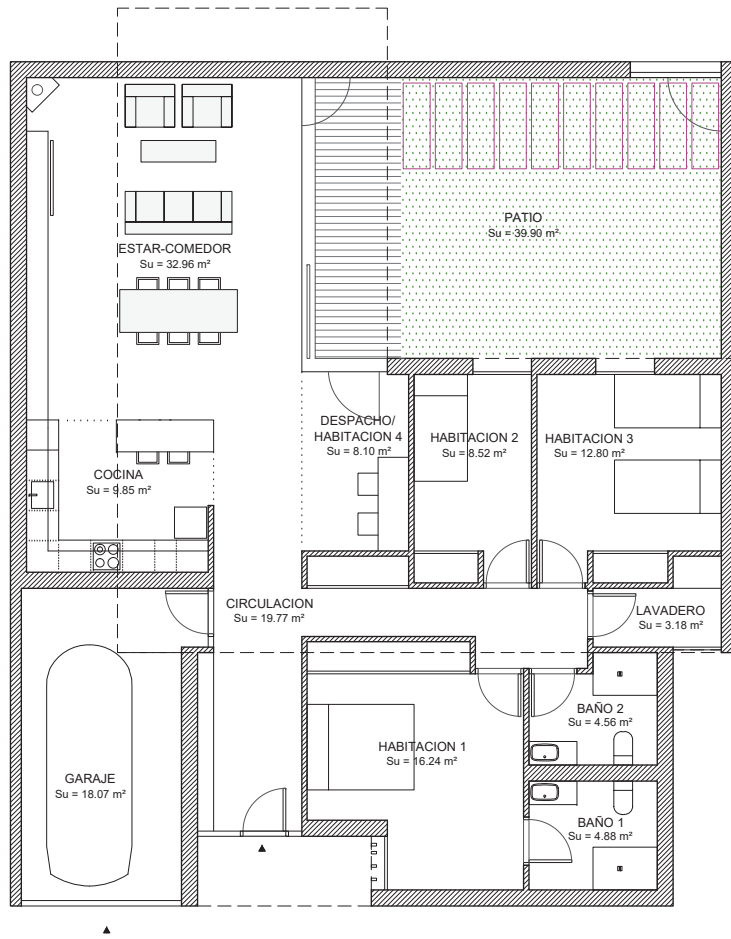 PATIO
Su = 39.90 m²
ESTAR-COMEDOR
Su = 32.96 m²
DESPACHO/
HABITACION 4
Su = 8.10 m²
HABITACION 2
Su = 8.52 m²
HABITACION 3
Su = 12.80 m²
COCINA
Su = 9.85 m²
CIRCULACION
Su = 19.77 m²
LAVADERO
Su = 3.18 m²
BAÑO 2
Su = 4.56 m²
HABITACION 1
Su = 16.24 m²
GARAJE
Su = 18.07 m²
BAÑO 1
Su = 4.88 m²